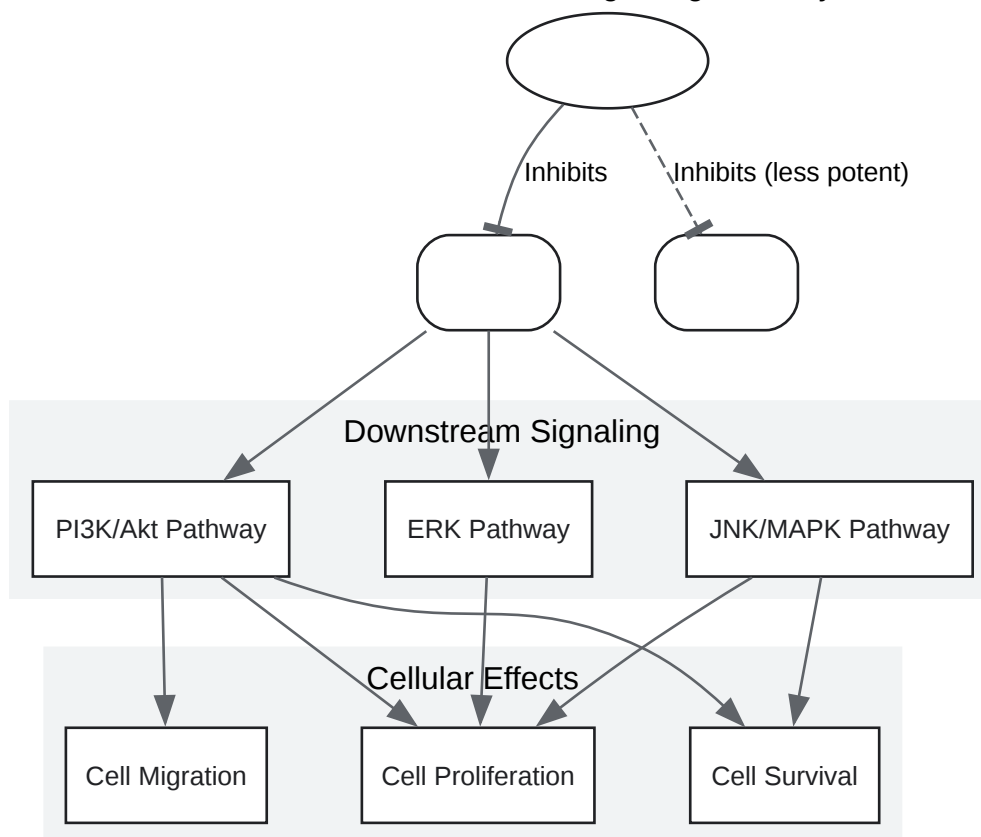 Inhibits
Inhibits (less potent)
Downstream Signaling
PI3K/Akt Pathway
ERK Pathway
JNK/MAPK Pathway
Cellular Effects
Cell Migration
Cell Proliferation
Cell Survival